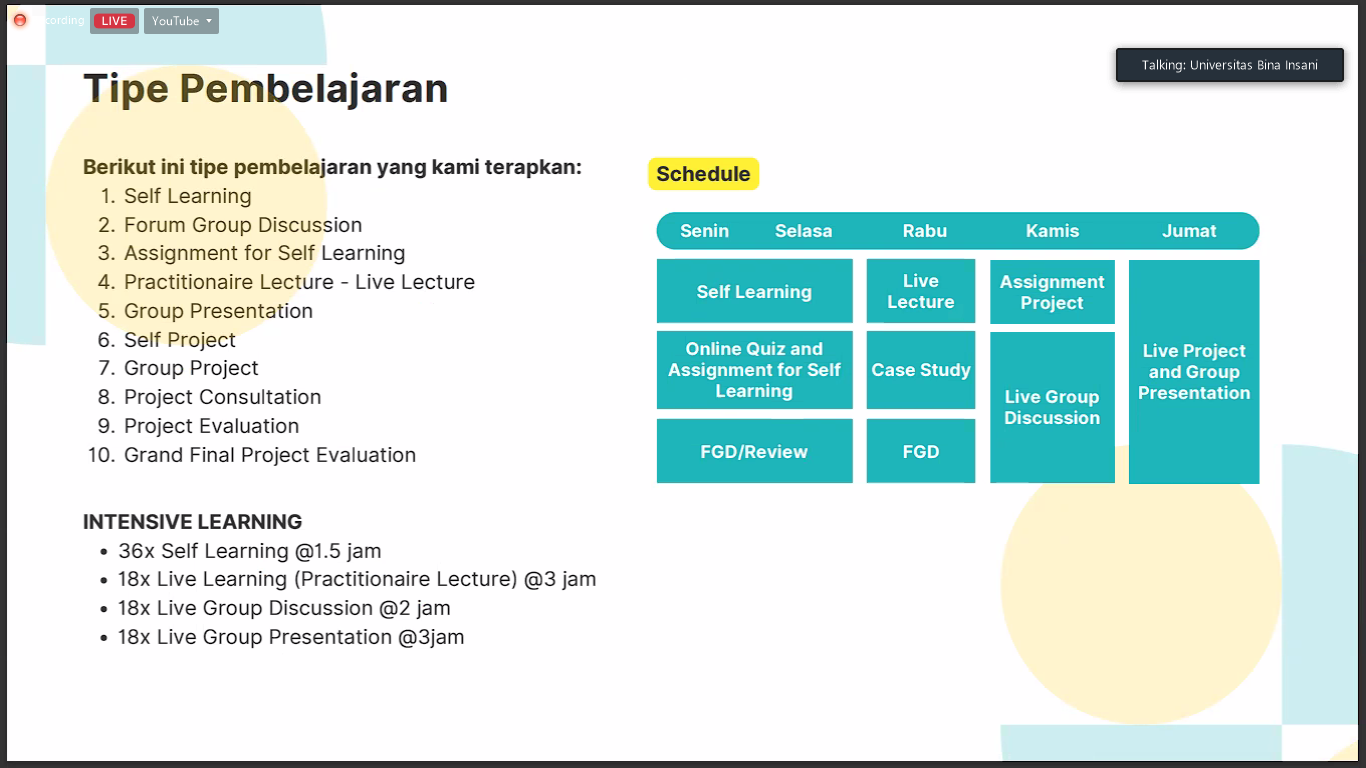 LIVE
YouTube
Talking: Universitas Bina Insani
Tipe Pembelajaran
Berikut ini tipe pembelajaran yang kami terapkan:
1. Self Learning
2. Forum Group Discussion
3. Assignment for Self Learning
4. Practitionaire Lecture - Live Lecture
5. Group Presentation
6. Self Project
7. Group Project
8. Project Consultation
9. Project Evaluation
10. Grand Final Project Evaluation
INTENSIVE LEARNING
• 36x Self Learning @1.5 jam
• 18x Live Learning (Practitionaire Lecture) @3 jam
• 18x Live Group Discussion @2 jam
• 18x Live Group Presentation @3jam
Schedule
Senin Selasa Rabu Kamis Jumat
Self Learning
Online Quiz and
Assignment for Self
Learning
FGD/Review
Live
Lecture
Case Study
FGD
Assignment
Project
Live Group
Discussion
Live Project
and Group
Presentation